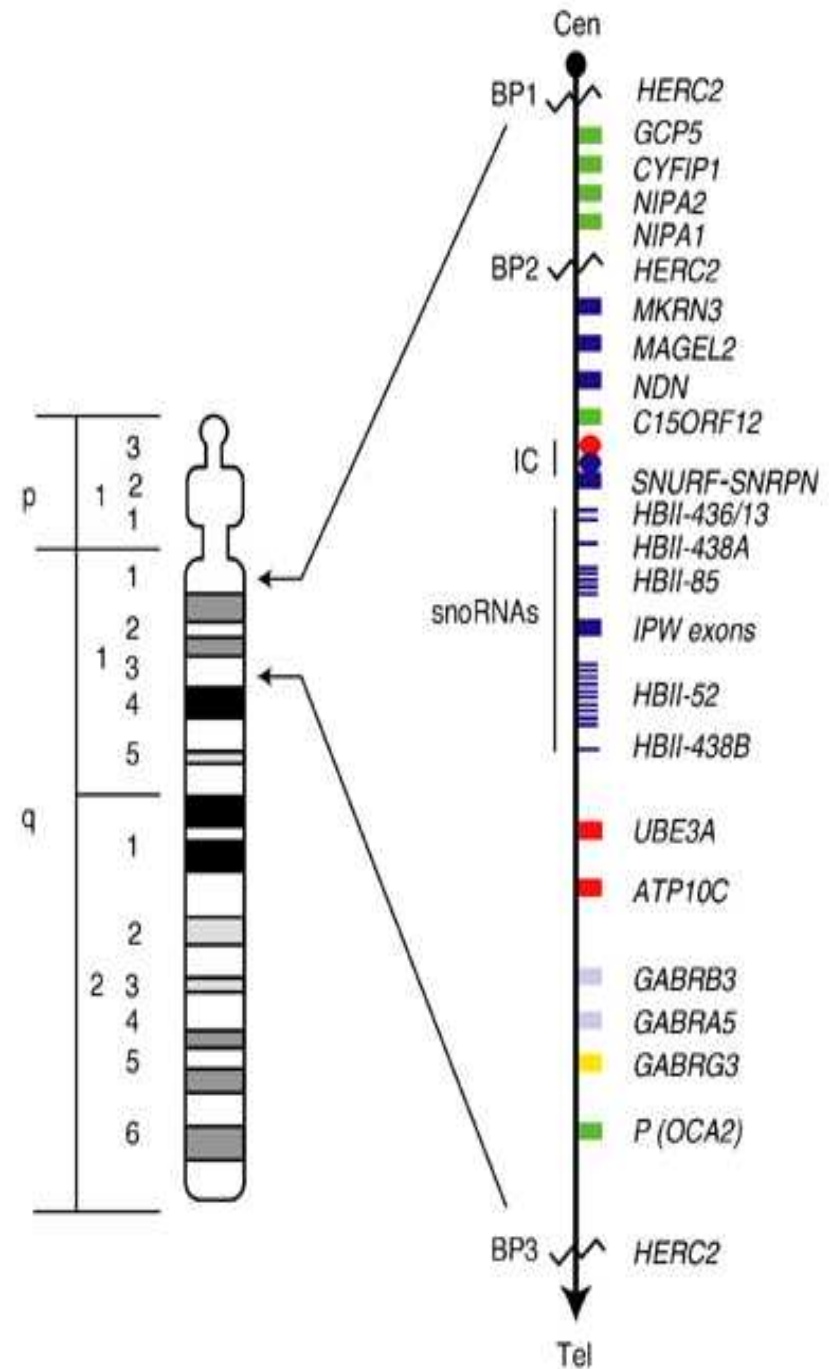 Cen
BP1 HERC2
GCP5
CYFIP1
NIPA2
NIPA1
BP2 HERC2
MKRN3
MAGEL2
NDN
C15ORF12
IC
SNURF-SNRPN
HBII-436/13
HBII-438A
HBII-85
snoRNAs
IPW exons
HBII-52
HBII-438B
UBE3A
ATP10C
GABRB3
GABRA5
GABRG3
P (OCA2)
BP3 HERC2
Tel
p
1
3
2
1
q
1
1
2
3
4
5
2
1
2
3
4
5
6